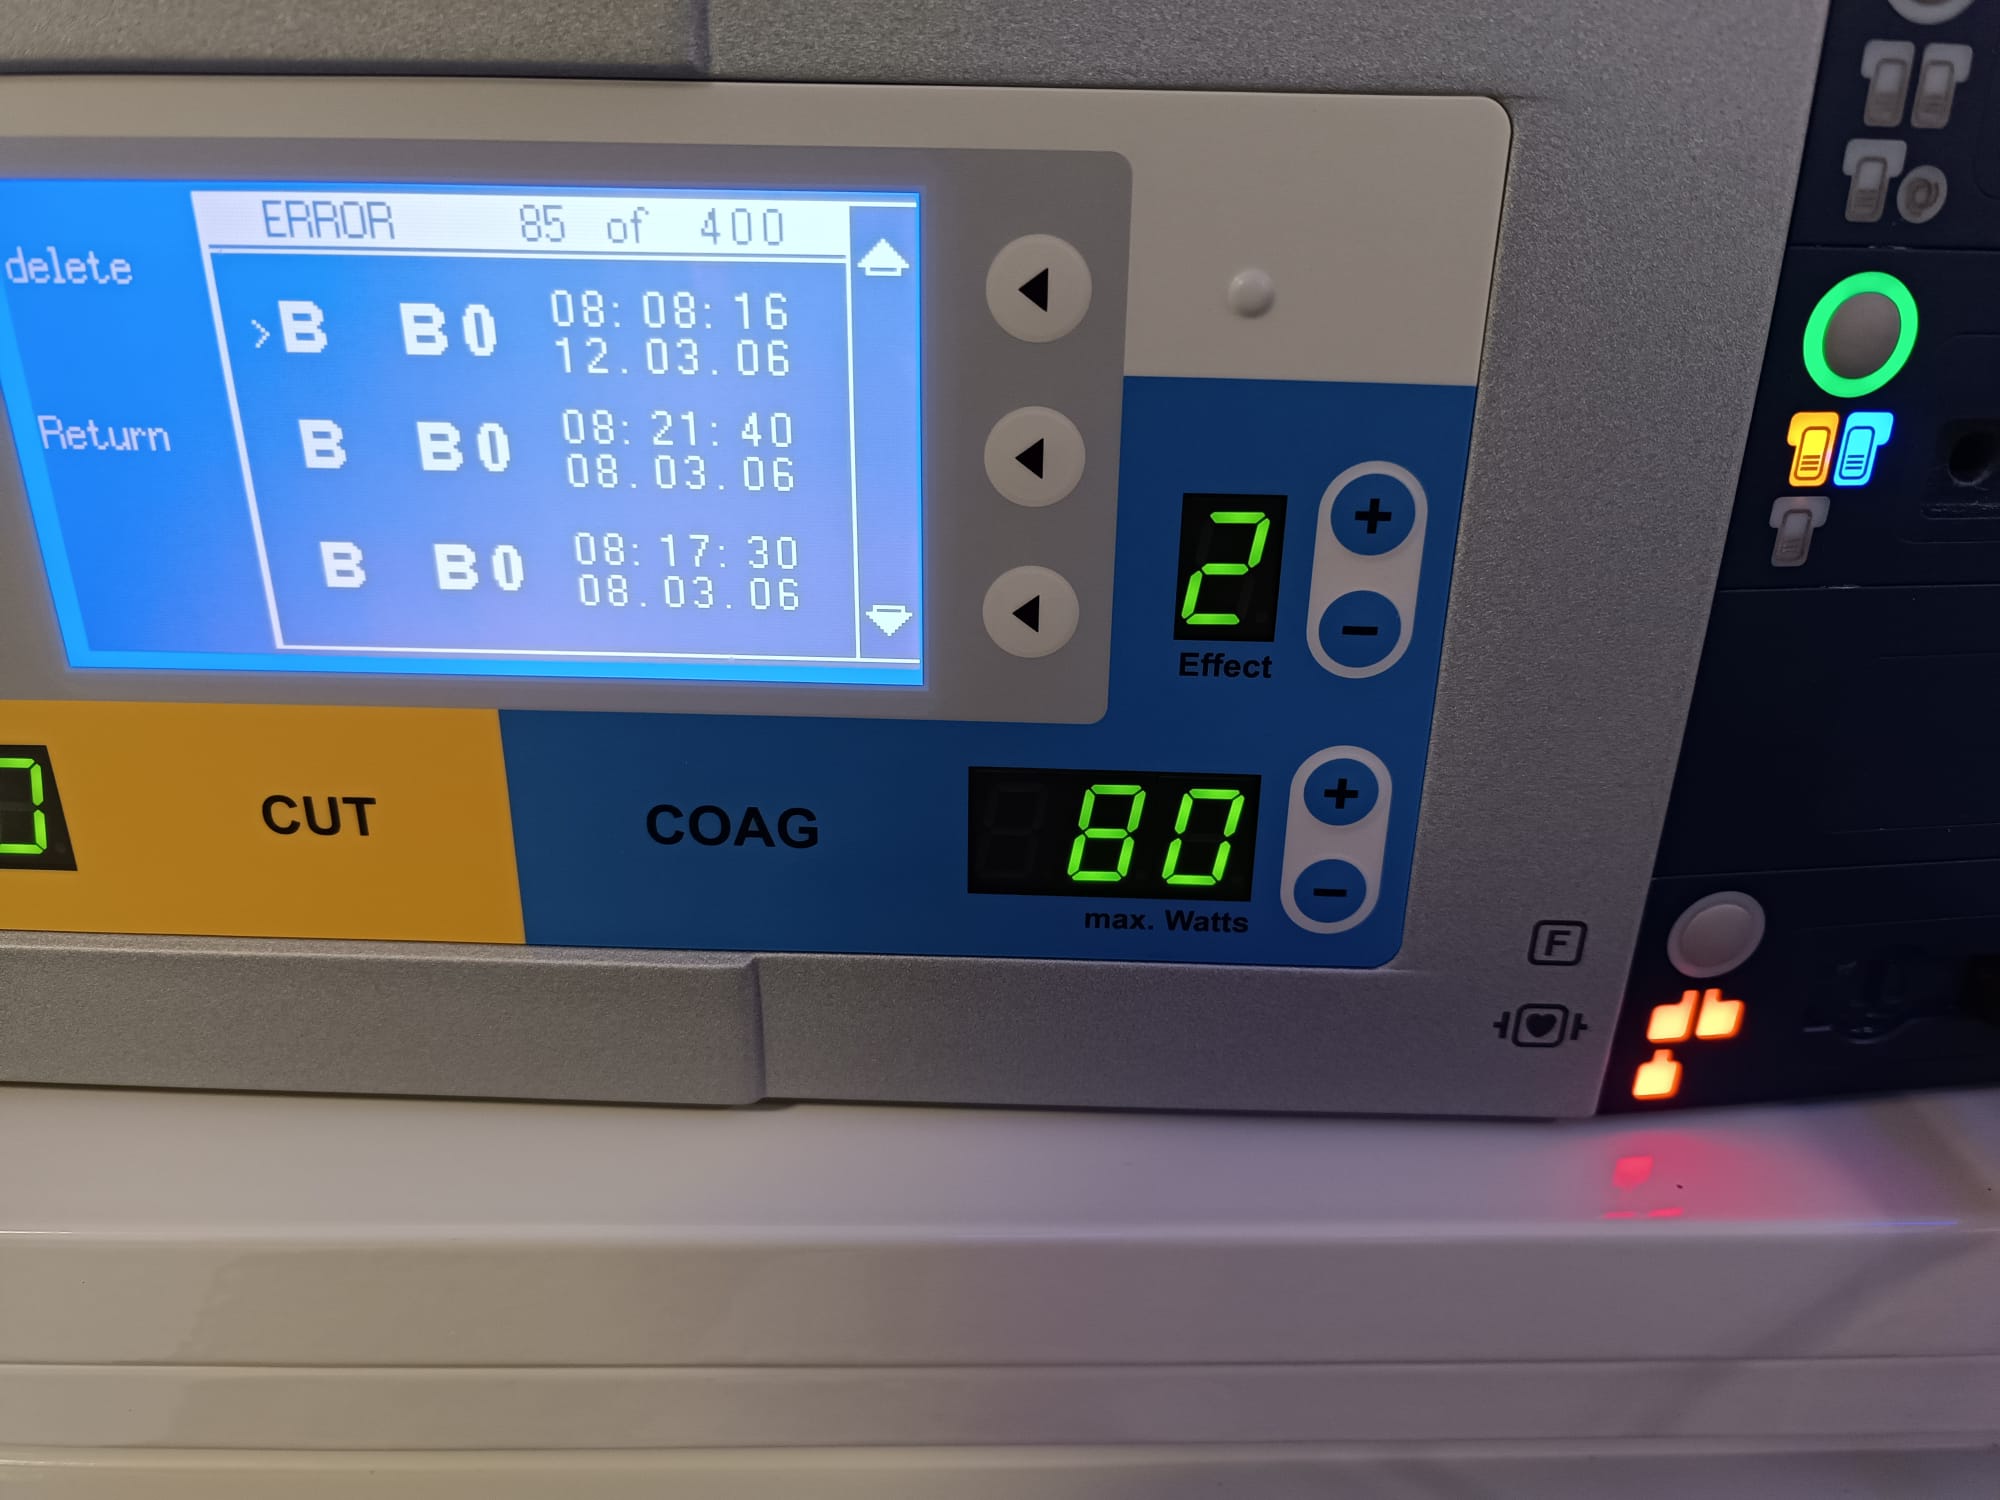 ERROR 85 of 400
delete
>B B0 08:08:16
12.03.06
Return
B B0 08:21:40
08.03.06
B B0 08:17:30
08.03.06
2
+
−
Effect
CUT
COAG
80
+
−
max. Watts
F